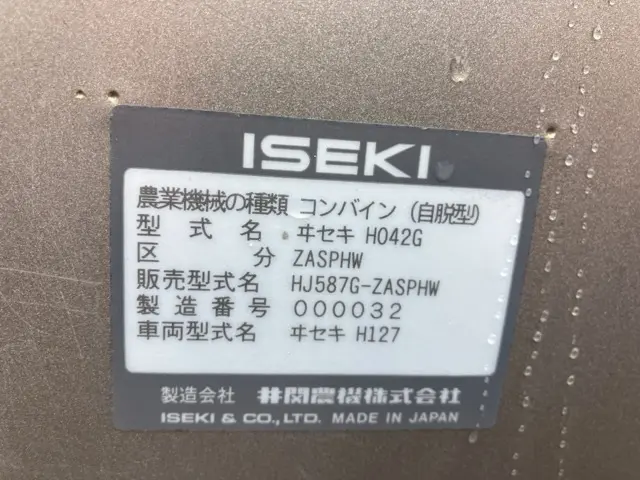 ISEKI
農業機械の種類 コンバイン (自脱型)
型式名 ヰセキ H042G
区分 ZASPHW
販売型式名 HJ587G-ZASPHW
製造番号 000032
車両型式名 ヰセキ H127
製造会社 井関農機株式会社
ISEKI & CO., LTD. MADE IN JAPAN